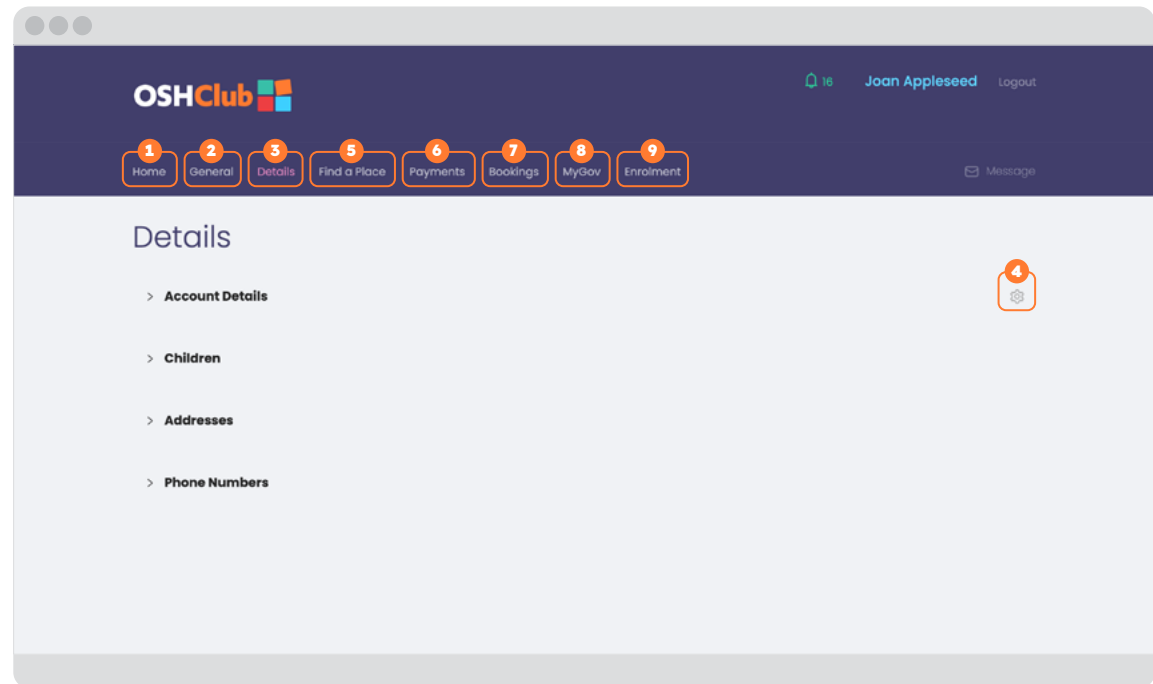 OSHClub
16 Joan Appleseed Logout
1 2 3 5 6 7 8 9
Home General Details Find a Place Payments Bookings MyGov Enrolment Message
Details
4
Account Details
Children
Addresses
Phone Numbers